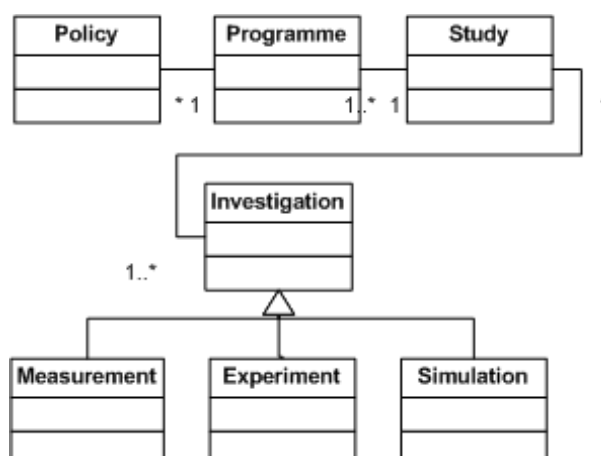 Policy
Programme
Study
* 1
1..* 1
Investigation
1..*
Measurement
Experiment
Simulation